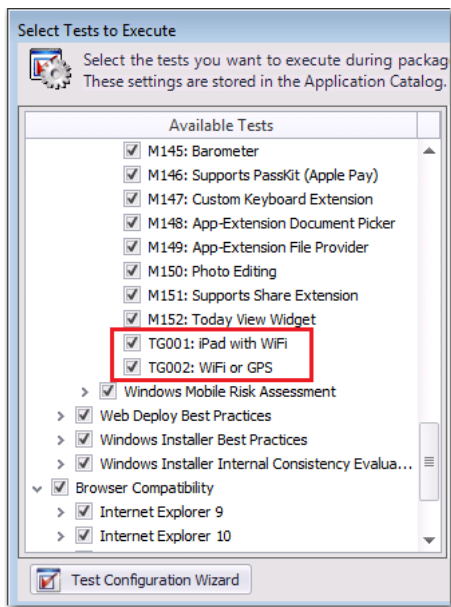 Select Tests to Execute
Select the tests you want to execute during packag
These settings are stored in the Application Catalog.
Available Tests
M145: Barometer
M146: Supports PassKit (Apple Pay)
M147: Custom Keyboard Extension
M148: App-Extension Document Picker
M149: App-Extension File Provider
M150: Photo Editing
M151: Supports Share Extension
M152: Today View Widget
TG001: iPad with WiFi
TG002: WiFi or GPS
Windows Mobile Risk Assessment
Web Deploy Best Practices
Windows Installer Best Practices
Windows Installer Internal Consistency Evalua...
Browser Compatibility
Internet Explorer 9
Internet Explorer 10
Test Configuration Wizard